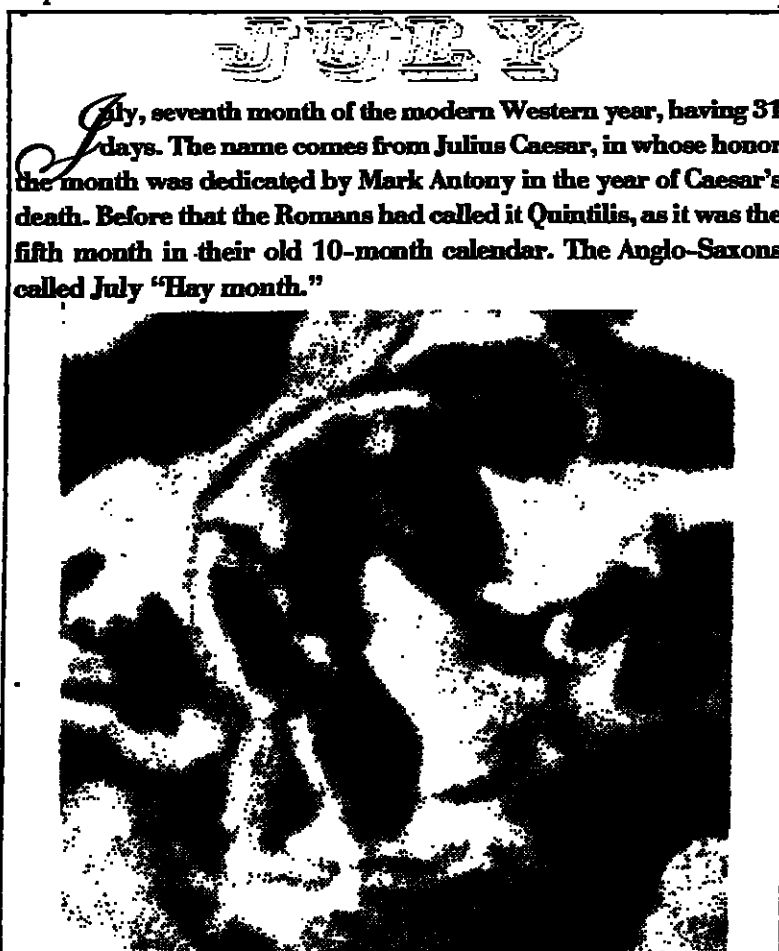 JULY
July, seventh month of the modern Western year, having 31
days. The name comes from Julius Caesar, in whose honor
the month was dedicated by Mark Antony in the year of Caesar’s
death. Before that the Romans had called it Quintilis, as it was the
fifth month in their old 10-month calendar. The Anglo-Saxons
called July “Hay month.”